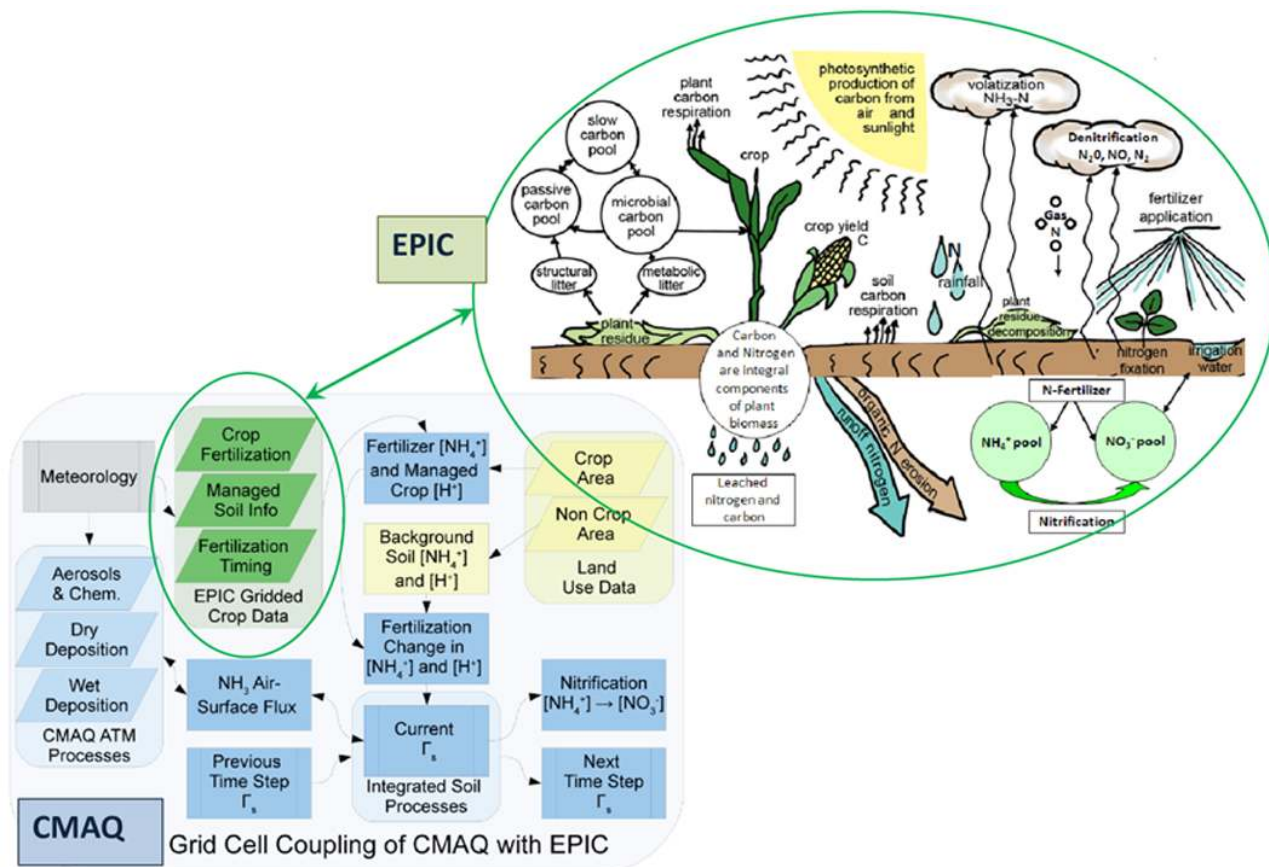 EPIC
plant
carbon
respiration
slow
carbon
pool
passive
carbon
pool
microbial
carbon
pool
structural
litter
metabolic
litter
plant
residue
crop
photosynthetic
production of
carbon from
air and
sunlight
crop yield
C
soil
carbon
respiration
N
rainfall
volatization
NH₃-N
Denitrification
N₂0, NO, N₂
Gas
N
fertilizer
application
plant
residue
decomposition
nitrogen
fixation
irrigation
water
Carbon
and Nitrogen
are integral
components
of plant
biomass
Leached
nitrogen and
carbon
runoff nitrogen
organic N erosion
N-Fertilizer
NH₄⁺ pool
NO₃⁻ pool
Nitrification
Meteorology
Crop
Fertilization
Managed
Soil Info
Fertilization
Timing
EPIC Gridded
Crop Data
Fertilizer [NH₄⁺]
and Managed
Crop [H⁺]
Crop
Area
Non Crop
Area
Land
Use Data
Background
Soil [NH₄⁺]
and [H⁺]
Aerosols
& Chem.
Dry
Deposition
Wet
Deposition
CMAQ ATM
Processes
Fertilization
Change in
[NH₄⁺] and [H⁺]
NH₃ Air-
Surface Flux
Nitrification
[NH₄⁺] → [NO₃⁻]
Current
Γₛ
Integrated Soil
Processes
Previous
Time Step
Γₛ
Next
Time Step
Γₛ
CMAQ
Grid Cell Coupling of CMAQ with EPIC